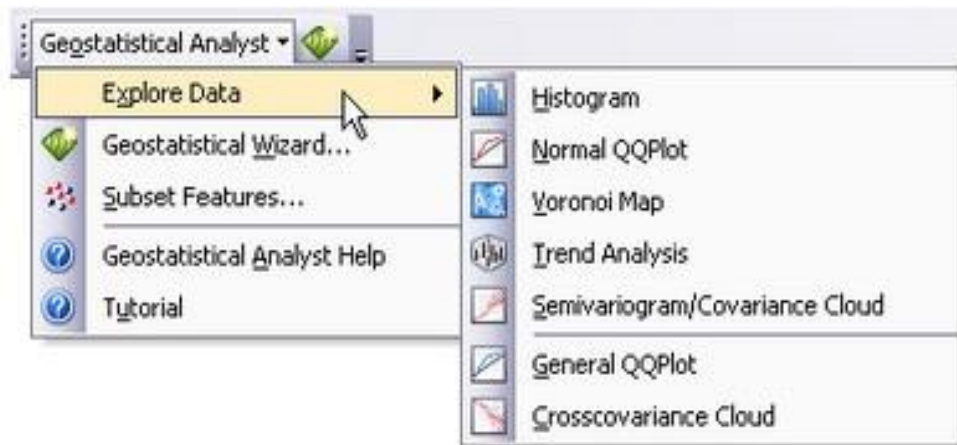 Geostatistical Analyst
Explore Data
Geostatistical Wizard...
Subset Features...
Geostatistical Analyst Help
Tutorial
Histogram
Normal QQPlot
Voronoi Map
Trend Analysis
Semivariogram/Covariance Cloud
General QQPlot
Crosscovariance Cloud